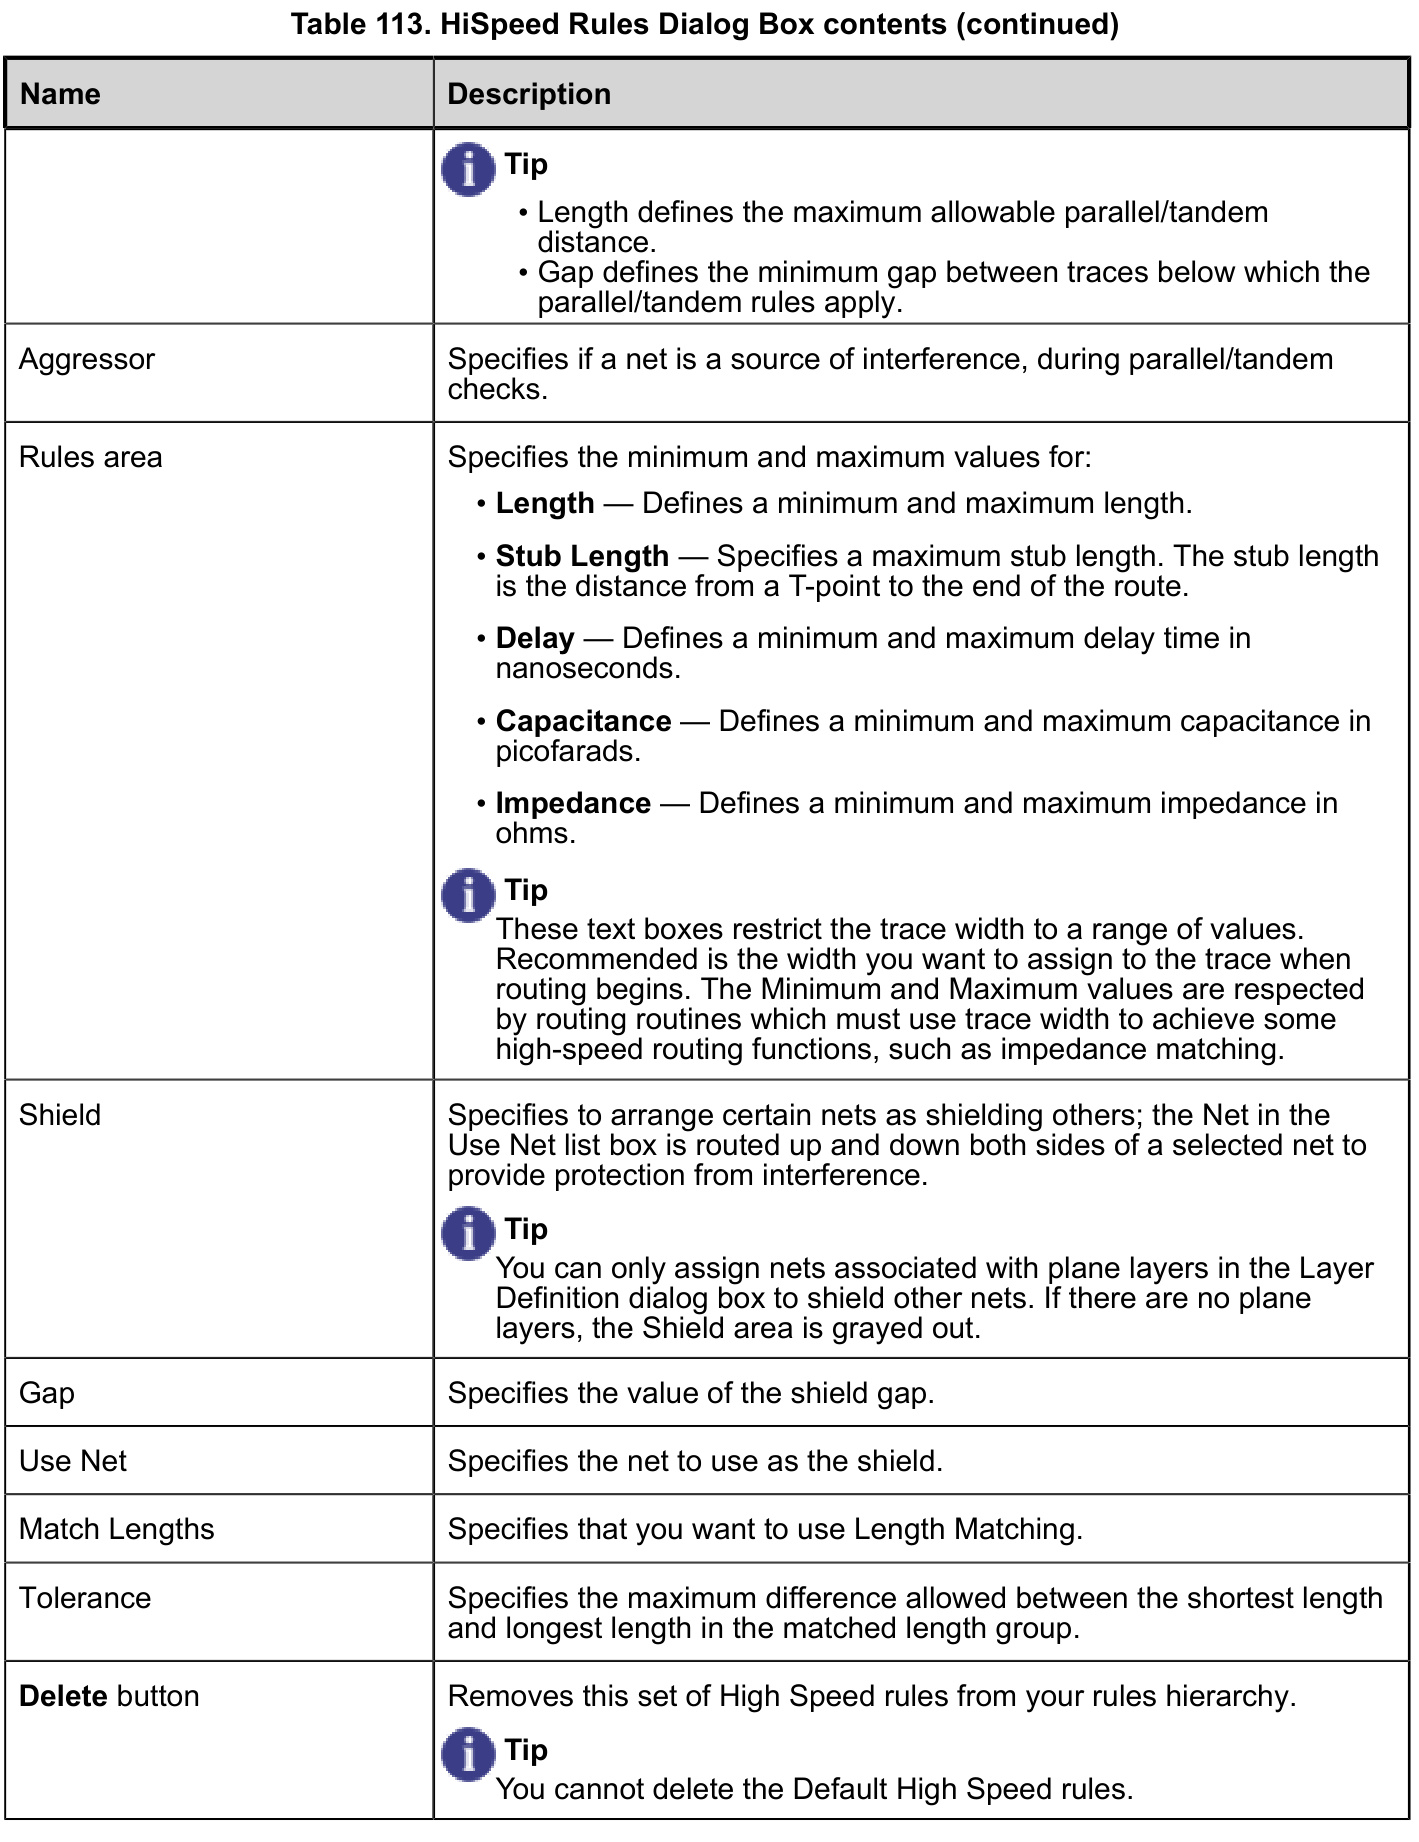 Table 113. HiSpeed Rules Dialog Box contents (continued)
Name
Description
Tip
• Length defines the maximum allowable parallel/tandem
distance.
• Gap defines the minimum gap between traces below which the
parallel/tandem rules apply.
Aggressor
Specifies if a net is a source of interference, during parallel/tandem
checks.
Rules area
Specifies the minimum and maximum values for:
• Length — Defines a minimum and maximum length.
• Stub Length — Specifies a maximum stub length. The stub length
is the distance from a T-point to the end of the route.
• Delay — Defines a minimum and maximum delay time in
nanoseconds.
• Capacitance — Defines a minimum and maximum capacitance in
picofarads.
• Impedance — Defines a minimum and maximum impedance in
ohms.
Tip
These text boxes restrict the trace width to a range of values.
Recommended is the width you want to assign to the trace when
routing begins. The Minimum and Maximum values are respected
by routing routines which must use trace width to achieve some
high-speed routing functions, such as impedance matching.
Shield
Specifies to arrange certain nets as shielding others; the Net in the
Use Net list box is routed up and down both sides of a selected net to
provide protection from interference.
Tip
You can only assign nets associated with plane layers in the Layer
Definition dialog box to shield other nets. If there are no plane
layers, the Shield area is grayed out.
Gap
Specifies the value of the shield gap.
Use Net
Specifies the net to use as the shield.
Match Lengths
Specifies that you want to use Length Matching.
Tolerance
Specifies the maximum difference allowed between the shortest length
and longest length in the matched length group.
Delete button
Removes this set of High Speed rules from your rules hierarchy.
Tip
You cannot delete the Default High Speed rules.